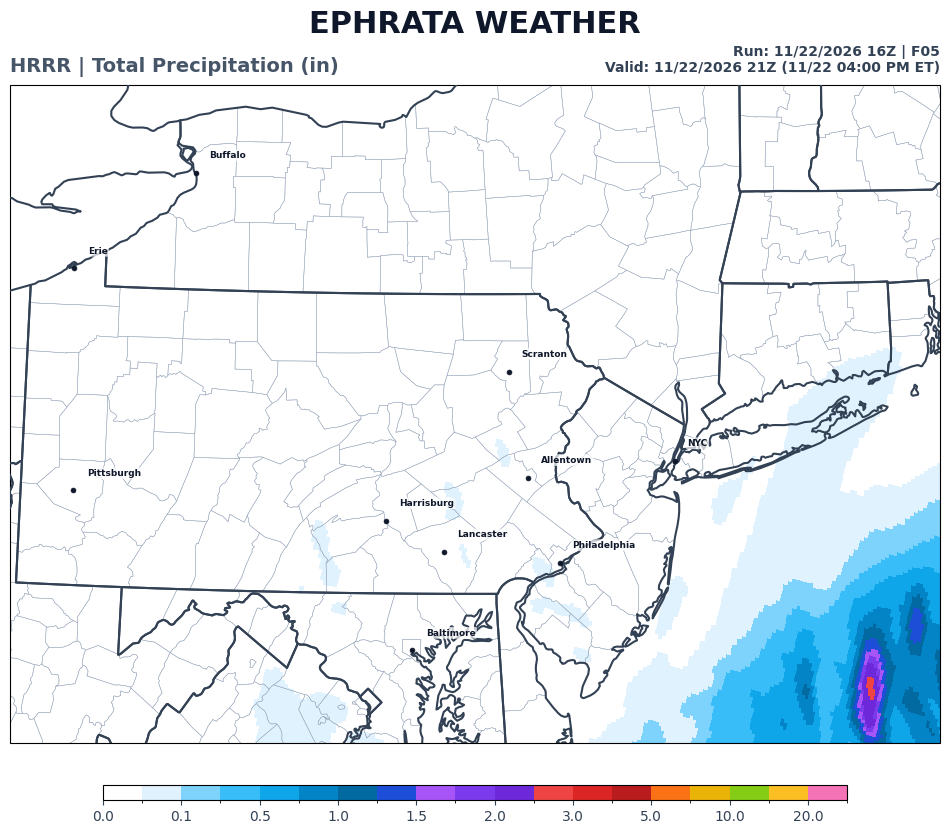 EPHRATA WEATHER
HRRR | Total Precipitation (in)
Run: 11/22/2026 16Z | F05
Valid: 11/22/2026 21Z (11/22 04:00 PM ET)
Buffalo
Erie
Scranton
NYC
Allentown
Pittsburgh
Harrisburg
Lancaster
Philadelphia
Baltimore
0.0 0.1 0.5 1.0 1.5 2.0 3.0 5.0 10.0 20.0